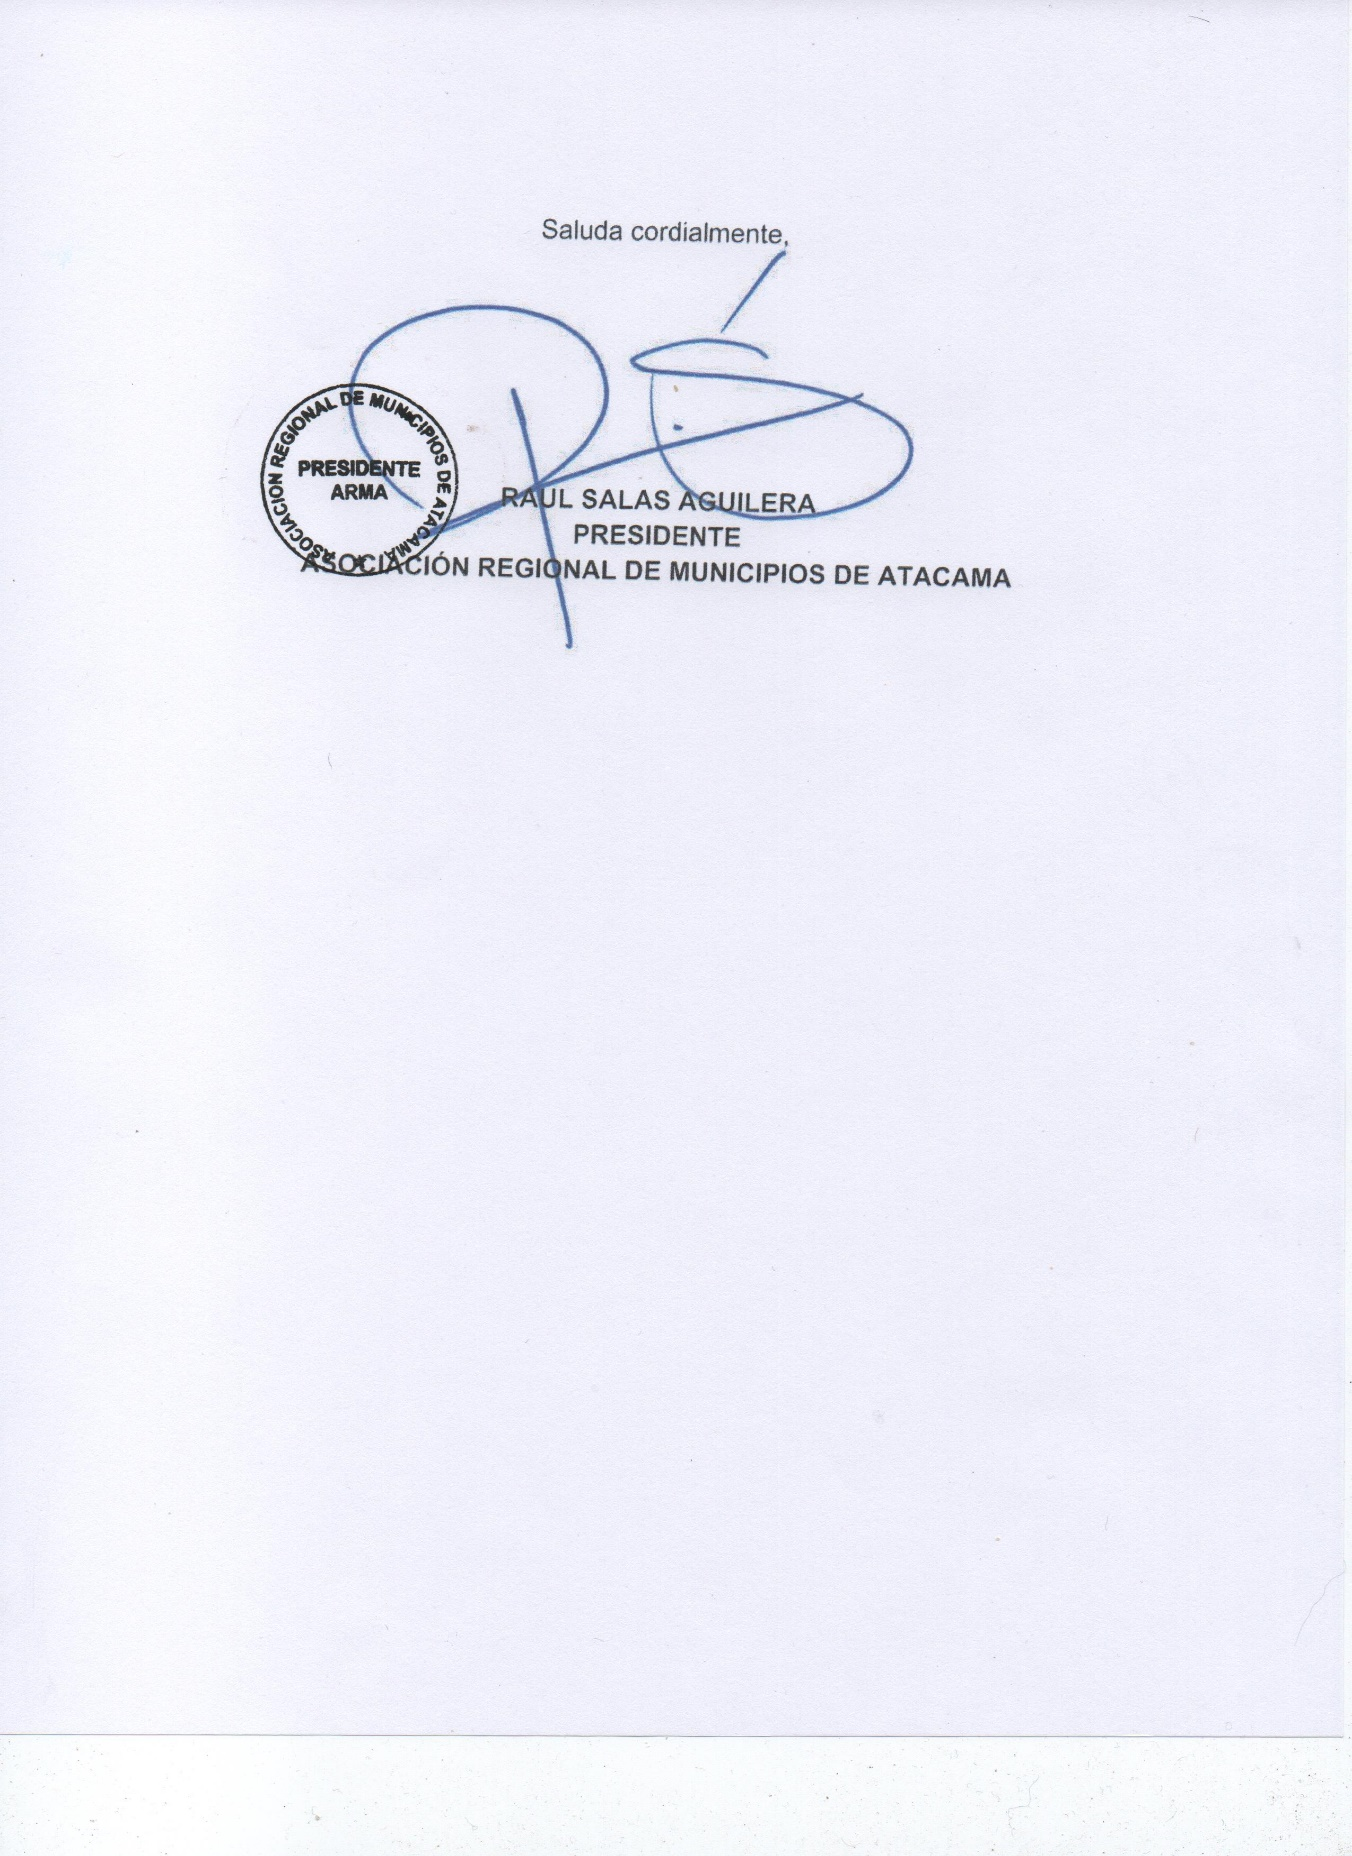 Saluda cordialmente,
ASOCIACION REGIONAL DE MUNICIPIOS DE ATACAMA
PRESIDENTE
ARMA
RAUL SALAS AGUILERA
PRESIDENTE
ASOCIACIÓN REGIONAL DE MUNICIPIOS DE ATACAMA